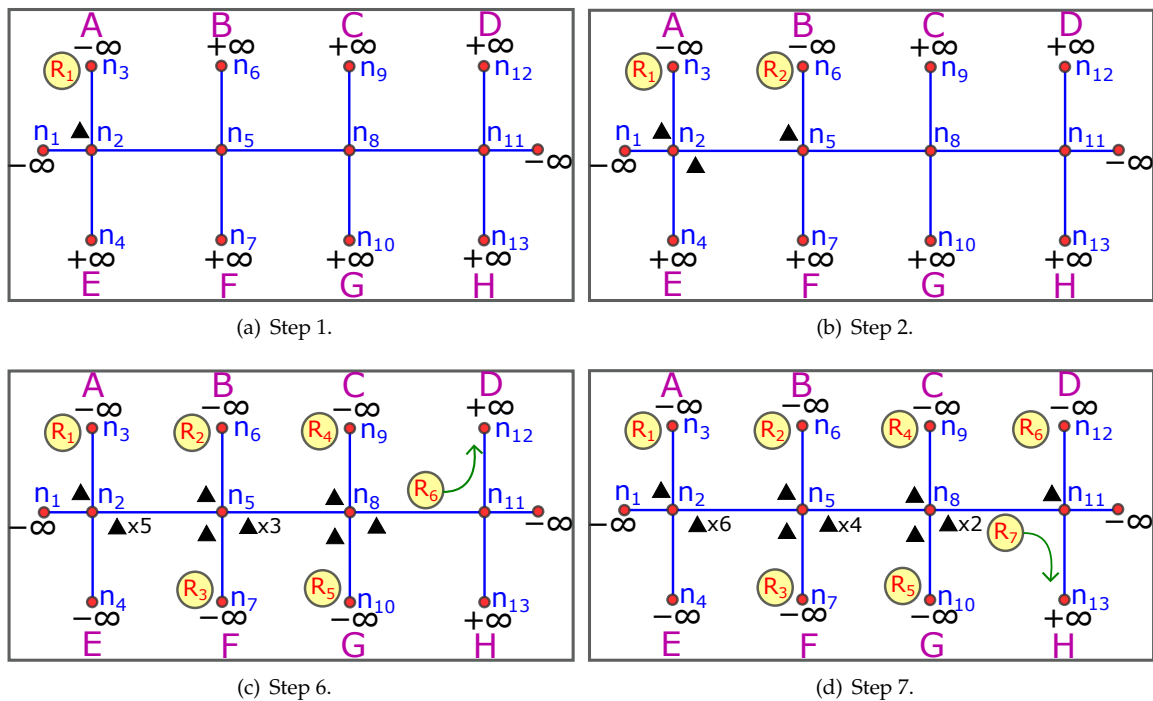 A B C D
−∞ +∞ +∞ +∞
R1 n3 n6 n9 n12
n1 n2 n5 n8 n11
−∞ −∞
n4 n7 n10 n13
+∞ +∞ +∞ +∞
E F G H
(a) Step 1.
A B C D
−∞ −∞ +∞ +∞
R1 n3 R2 n6 n9 n12
n1 n2 n5 n8 n11
−∞ −∞
n4 n7 n10 n13
+∞ +∞ +∞ +∞
E F G H
(b) Step 2.
A B C D
−∞ −∞ −∞ +∞
R1 n3 R2 n6 R4 n9 n12
R6
n1 n2 n5 n8 n11
−∞ x5 x3 −∞
R3 R5
n4 n7 n10 n13
−∞ −∞ −∞ +∞
E F G H
(c) Step 6.
A B C D
−∞ −∞ −∞ −∞
R1 n3 R2 n6 R4 n9 R6 n12
n1 n2 n5 n8 n11
−∞ x6 x4 x2 −∞
R7
R3 R5
n4 n7 n10 n13
−∞ −∞ −∞ +∞
E F G H
(d) Step 7.